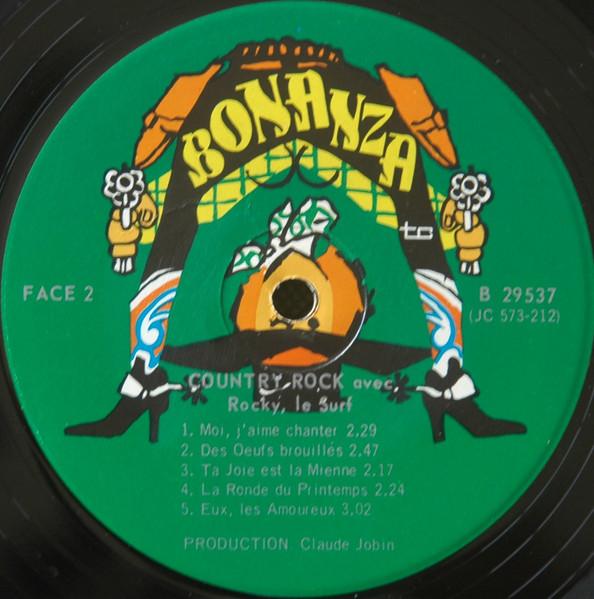 BONANZA
tc
FACE 2
B 29537
(JC 573-212)
COUNTRY ROCK avec
Rocky, le Surf
1. Moi, j'aime chanter 2,29
2. Des Oeufs brouillés 2,47
3. Ta Joie est la Mienne 2,17
4. La Ronde du Printemps 2,24
5. Eux, les Amoureux 3,02
PRODUCTION. Claude Jobin